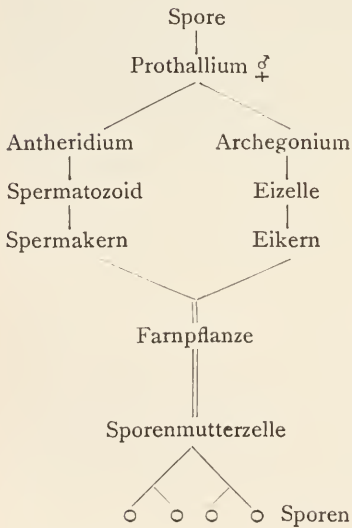 Spore
Prothallium ⚥
Antheridium Archegonium
Spermatozoid Eizelle
Spermakern Eikern
Farnpflanze
Sporenmutterzelle
Sporen